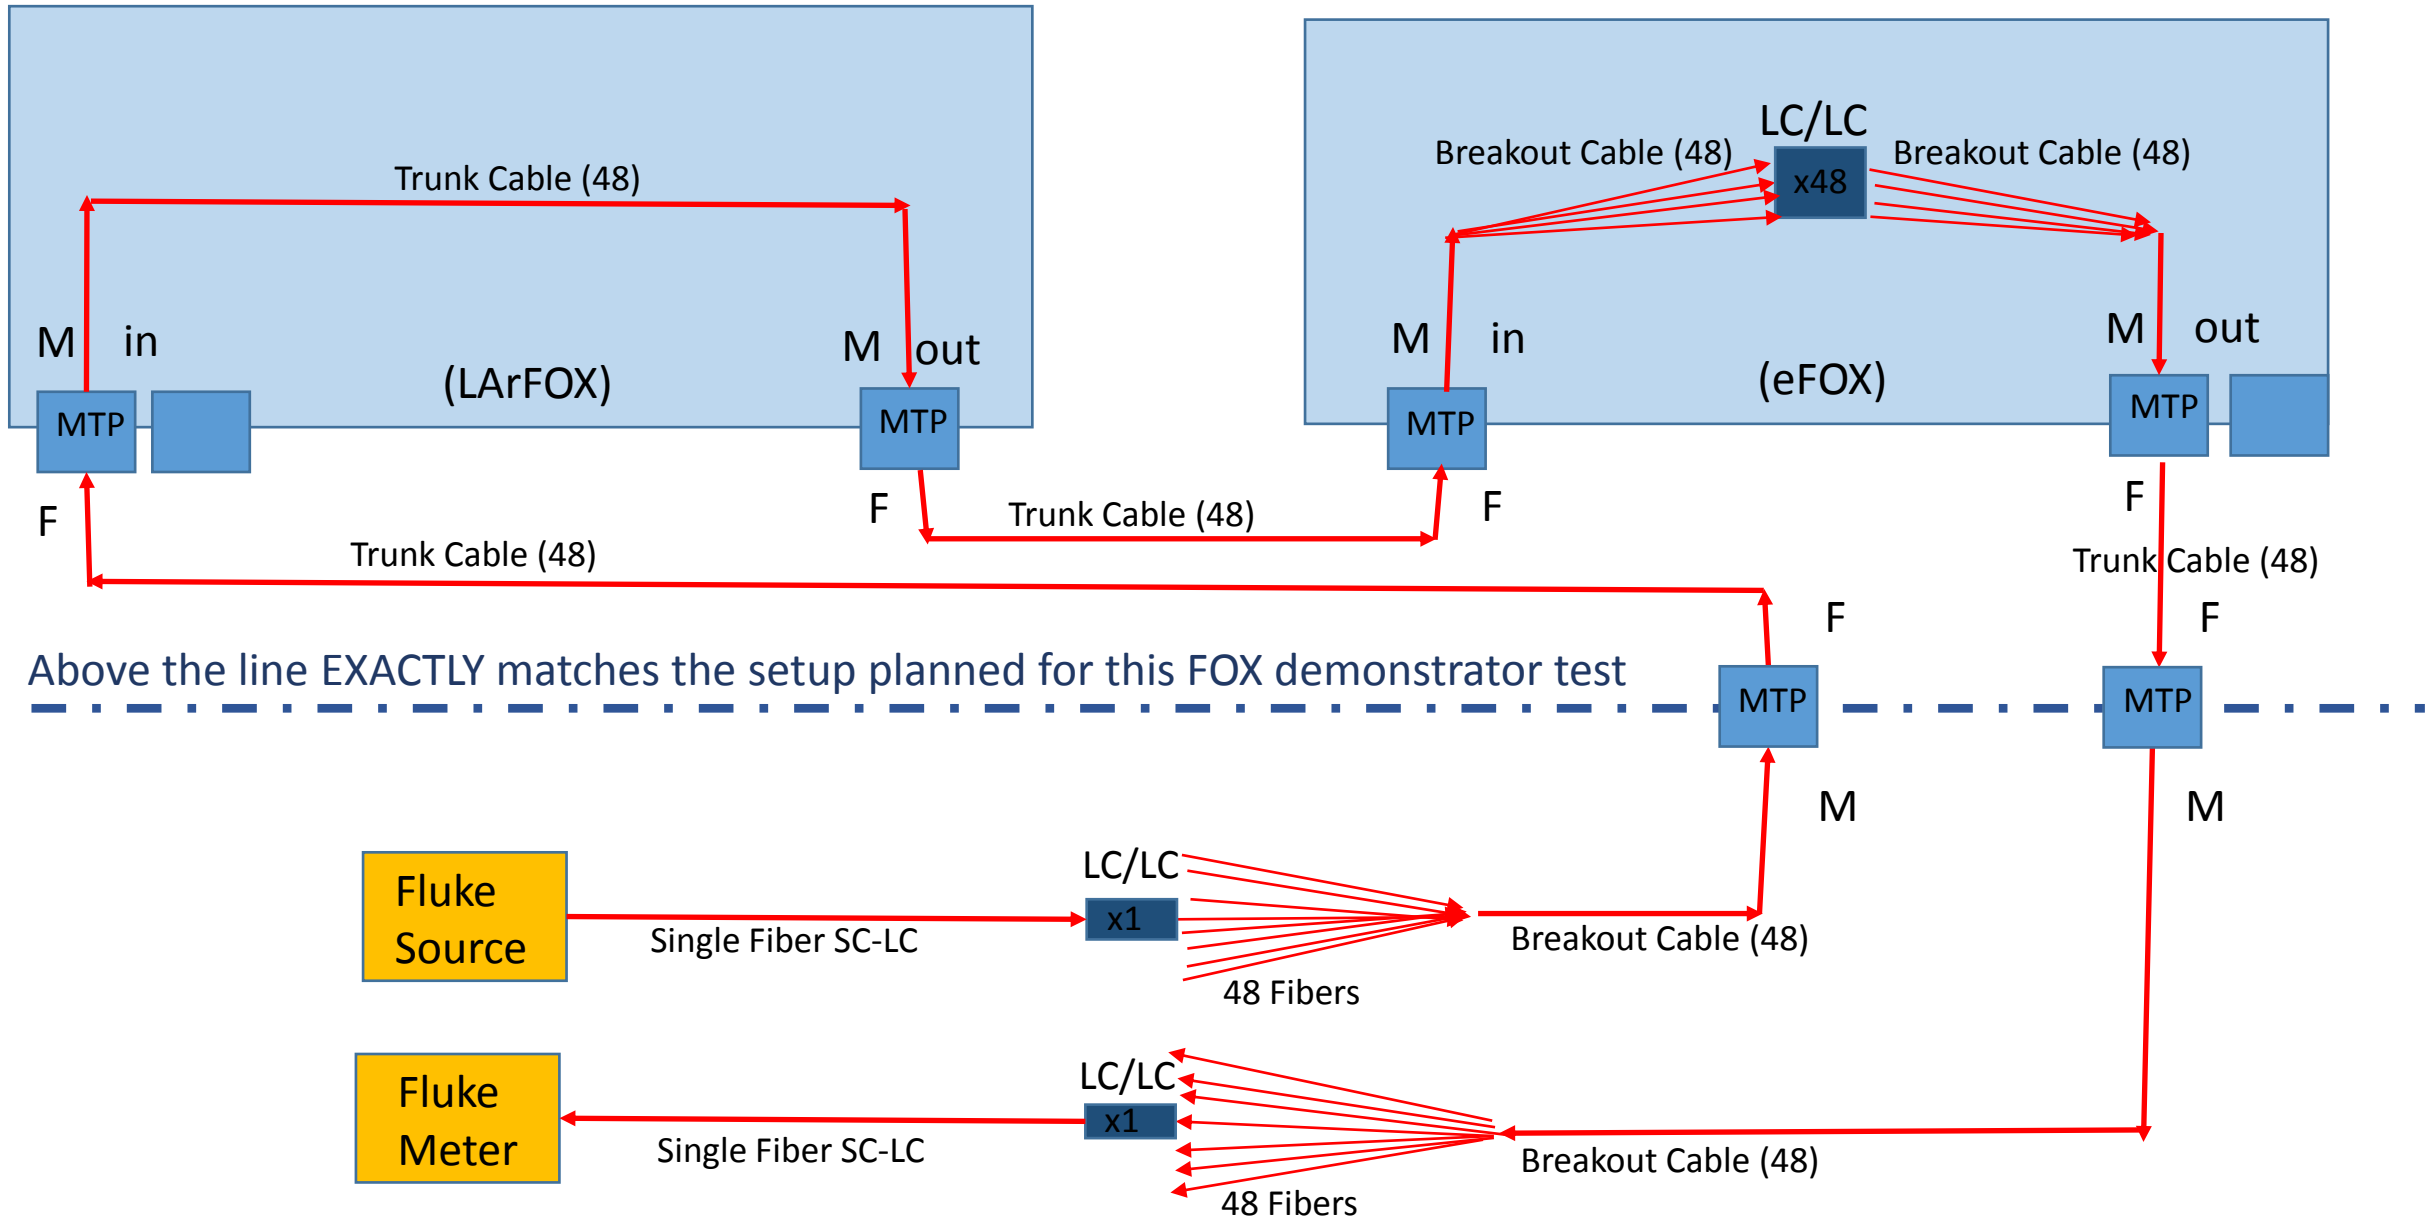 LC/LC
Breakout Cable (48)
x48
Breakout Cable (48)
Trunk Cable (48)
M in
M out
(LArFOX)
M in
M out
(eFOX)
MTP
MTP
MTP
MTP
F
F
F
F
Trunk Cable (48)
Trunk Cable (48)
Trunk Cable (48)
F
F
Above the line EXACTLY matches the setup planned for this FOX demonstrator test
MTP
MTP
M
M
Fluke
Source
Single Fiber SC-LC
LC/LC
x1
48 Fibers
Breakout Cable (48)
Fluke
Meter
Single Fiber SC-LC
LC/LC
x1
48 Fibers
Breakout Cable (48)